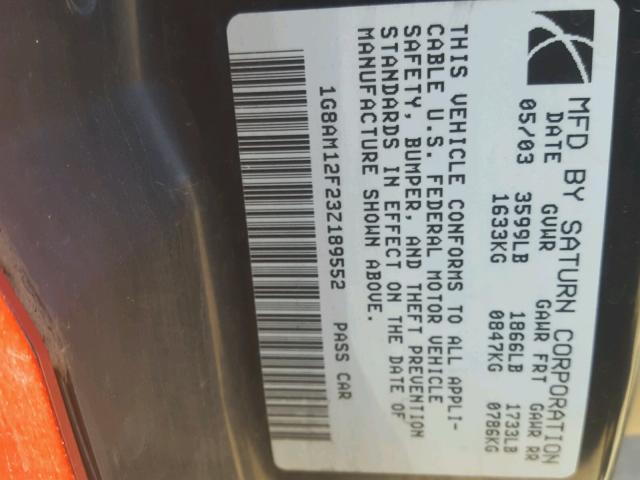 MFD BY SATURN CORPORATION
DATE GVWR GAWR FRT GAWR RR
05/03 3599LB 1866LB 1733LB
1633KG 0847KG 0786KG
THIS VEHICLE CONFORMS TO ALL APPLI-
CABLE U.S. FEDERAL MOTOR VEHICLE
SAFETY, BUMPER, AND THEFT PREVENTION
STANDARDS IN EFFECT ON THE DATE OF
MANUFACTURE SHOWN ABOVE.
1G8AM12F23Z189552 PASS CAR